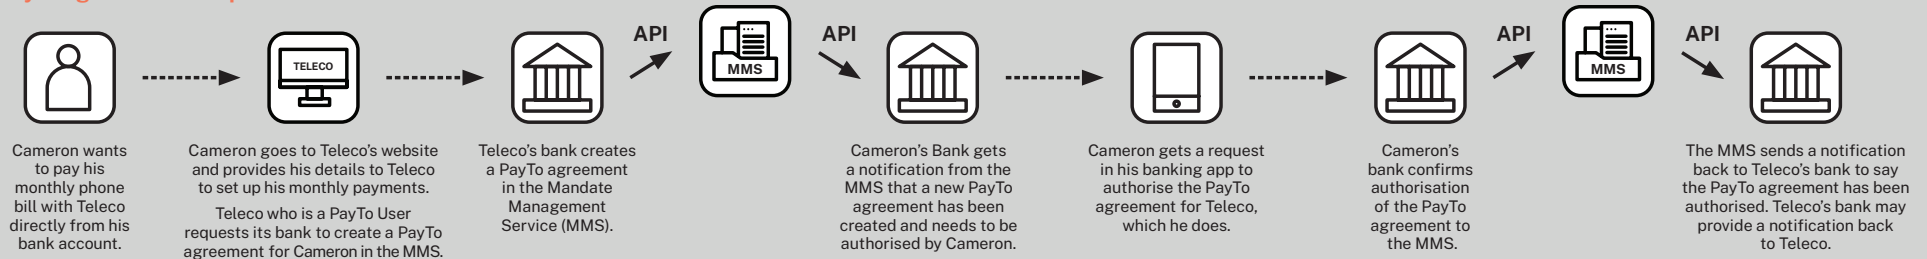 TELECO
API
MMS
API
API
MMS
API
Cameron wants
to pay his
monthly phone
bill with Teleco
directly from his
bank account.
Cameron goes to Teleco's website
and provides his details to Teleco
to set up his monthly payments.
Teleco who is a PayTo User
requests its bank to create a PayTo
agreement for Cameron in the MMS.
Teleco's bank creates
a PayTo agreement
in the Mandate
Management
Service (MMS).
Cameron's Bank gets
a notification from the
MMS that a new PayTo
agreement has been
created and needs to be
authorised by Cameron.
Cameron gets a request
in his banking app to
authorise the PayTo
agreement for Teleco,
which he does.
Cameron's
bank confirms
authorisation
of the PayTo
agreement to
the MMS.
The MMS sends a notification
back to Teleco's bank to say
the PayTo agreement has been
authorised. Teleco's bank may
provide a notification back
to Teleco.